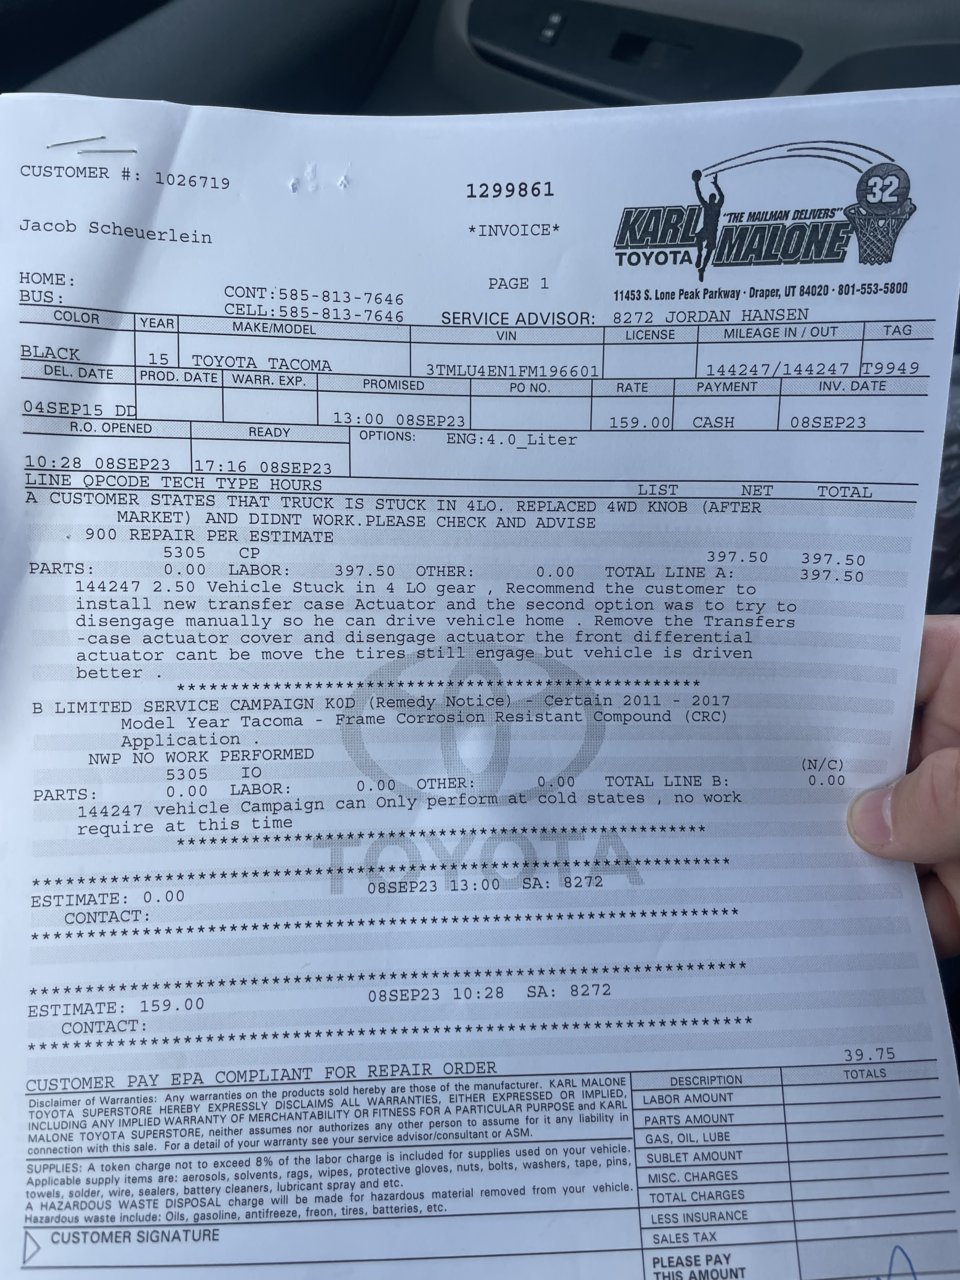 CUSTOMER #: 1026719
1299861
*INVOICE*
32
"THE MAILMAN DELIVERS"
KARL MALONE
TOYOTA
Jacob Scheuerlein
PAGE 1
11453 S. Lone Peak Parkway · Draper, UT 84020 · 801-553-5800
HOME:
CONT:585-813-7646
BUS:
CELL:585-813-7646
SERVICE ADVISOR: 8272 JORDAN HANSEN
COLOR YEAR MAKE/MODEL VIN LICENSE MILEAGE IN / OUT TAG
BLACK 15 TOYOTA TACOMA 3TMLU4EN1FM196601 144247/144247 T9949
DEL. DATE PROD. DATE WARR. EXP. PROMISED PO NO. RATE PAYMENT INV. DATE
04SEP15 DD 13:00 08SEP23 159.00 CASH 08SEP23
R.O. OPENED READY OPTIONS: ENG:4.0_Liter
10:28 08SEP23 17:16 08SEP23
LINE OPCODE TECH TYPE HOURS LIST NET TOTAL
A CUSTOMER STATES THAT TRUCK IS STUCK IN 4LO. REPLACED 4WD KNOB (AFTER
MARKET) AND DIDNT WORK.PLEASE CHECK AND ADVISE
900 REPAIR PER ESTIMATE
5305 CP 397.50 397.50
PARTS: 0.00 LABOR: 397.50 OTHER: 0.00 TOTAL LINE A: 397.50
144247 2.50 Vehicle Stuck in 4 LO gear , Recommend the customer to
install new transfer case Actuator and the second option was to try to
disengage manually so he can drive vehicle home . Remove the Transfers
-case actuator cover and disengage actuator the front differential
actuator cant be move the tires still engage but vehicle is driven
better .
****************************************************
B LIMITED SERVICE CAMPAIGN K0D (Remedy Notice) - Certain 2011 - 2017
Model Year Tacoma - Frame Corrosion Resistant Compound (CRC)
Application .
NWP NO WORK PERFORMED
5305 IO (N/C)
PARTS: 0.00 LABOR: 0.00 OTHER: 0.00 TOTAL LINE B: 0.00
144247 vehicle Campaign can Only perform at cold states , no work
require at this time
****************************************************
TOYOTA
****************************************************
ESTIMATE: 0.00 08SEP23 13:00 SA: 8272
CONTACT:
****************************************************
****************************************************
ESTIMATE: 159.00 08SEP23 10:28 SA: 8272
CONTACT:
****************************************************
CUSTOMER PAY EPA COMPLIANT FOR REPAIR ORDER 39.75
Disclaimer of Warranties: Any warranties on the products sold hereby are those of the manufacturer. KARL MALONE
TOYOTA SUPERSTORE HEREBY EXPRESSLY DISCLAIMS ALL WARRANTIES, EITHER EXPRESSED OR IMPLIED,
INCLUDING ANY IMPLIED WARRANTY OF MERCHANTABILITY OR FITNESS FOR A PARTICULAR PURPOSE and KARL
MALONE TOYOTA SUPERSTORE, neither assumes nor authorizes any other person to assume for it any liability in
connection with this sale. For a detail of your warranty see your service advisor/consultant or ASM.
SUPPLIES: A token charge not to exceed 8% of the labor charge is included for supplies used on your vehicle.
Applicable supply items are: aerosols, solvents, rags, wipes, protective gloves, nuts, bolts, washers, tape, pins,
towels, solder, wire, sealers, battery cleaners, lubricant spray and etc.
A HAZARDOUS WASTE DISPOSAL charge will be made for hazardous material removed from your vehicle.
Hazardous waste include: Oils, gasoline, antifreeze, freon, tires, batteries, etc.
CUSTOMER SIGNATURE
DESCRIPTION TOTALS
LABOR AMOUNT
PARTS AMOUNT
GAS, OIL, LUBE
SUBLET AMOUNT
MISC. CHARGES
TOTAL CHARGES
LESS INSURANCE
SALES TAX
PLEASE PAY
THIS AMOUNT